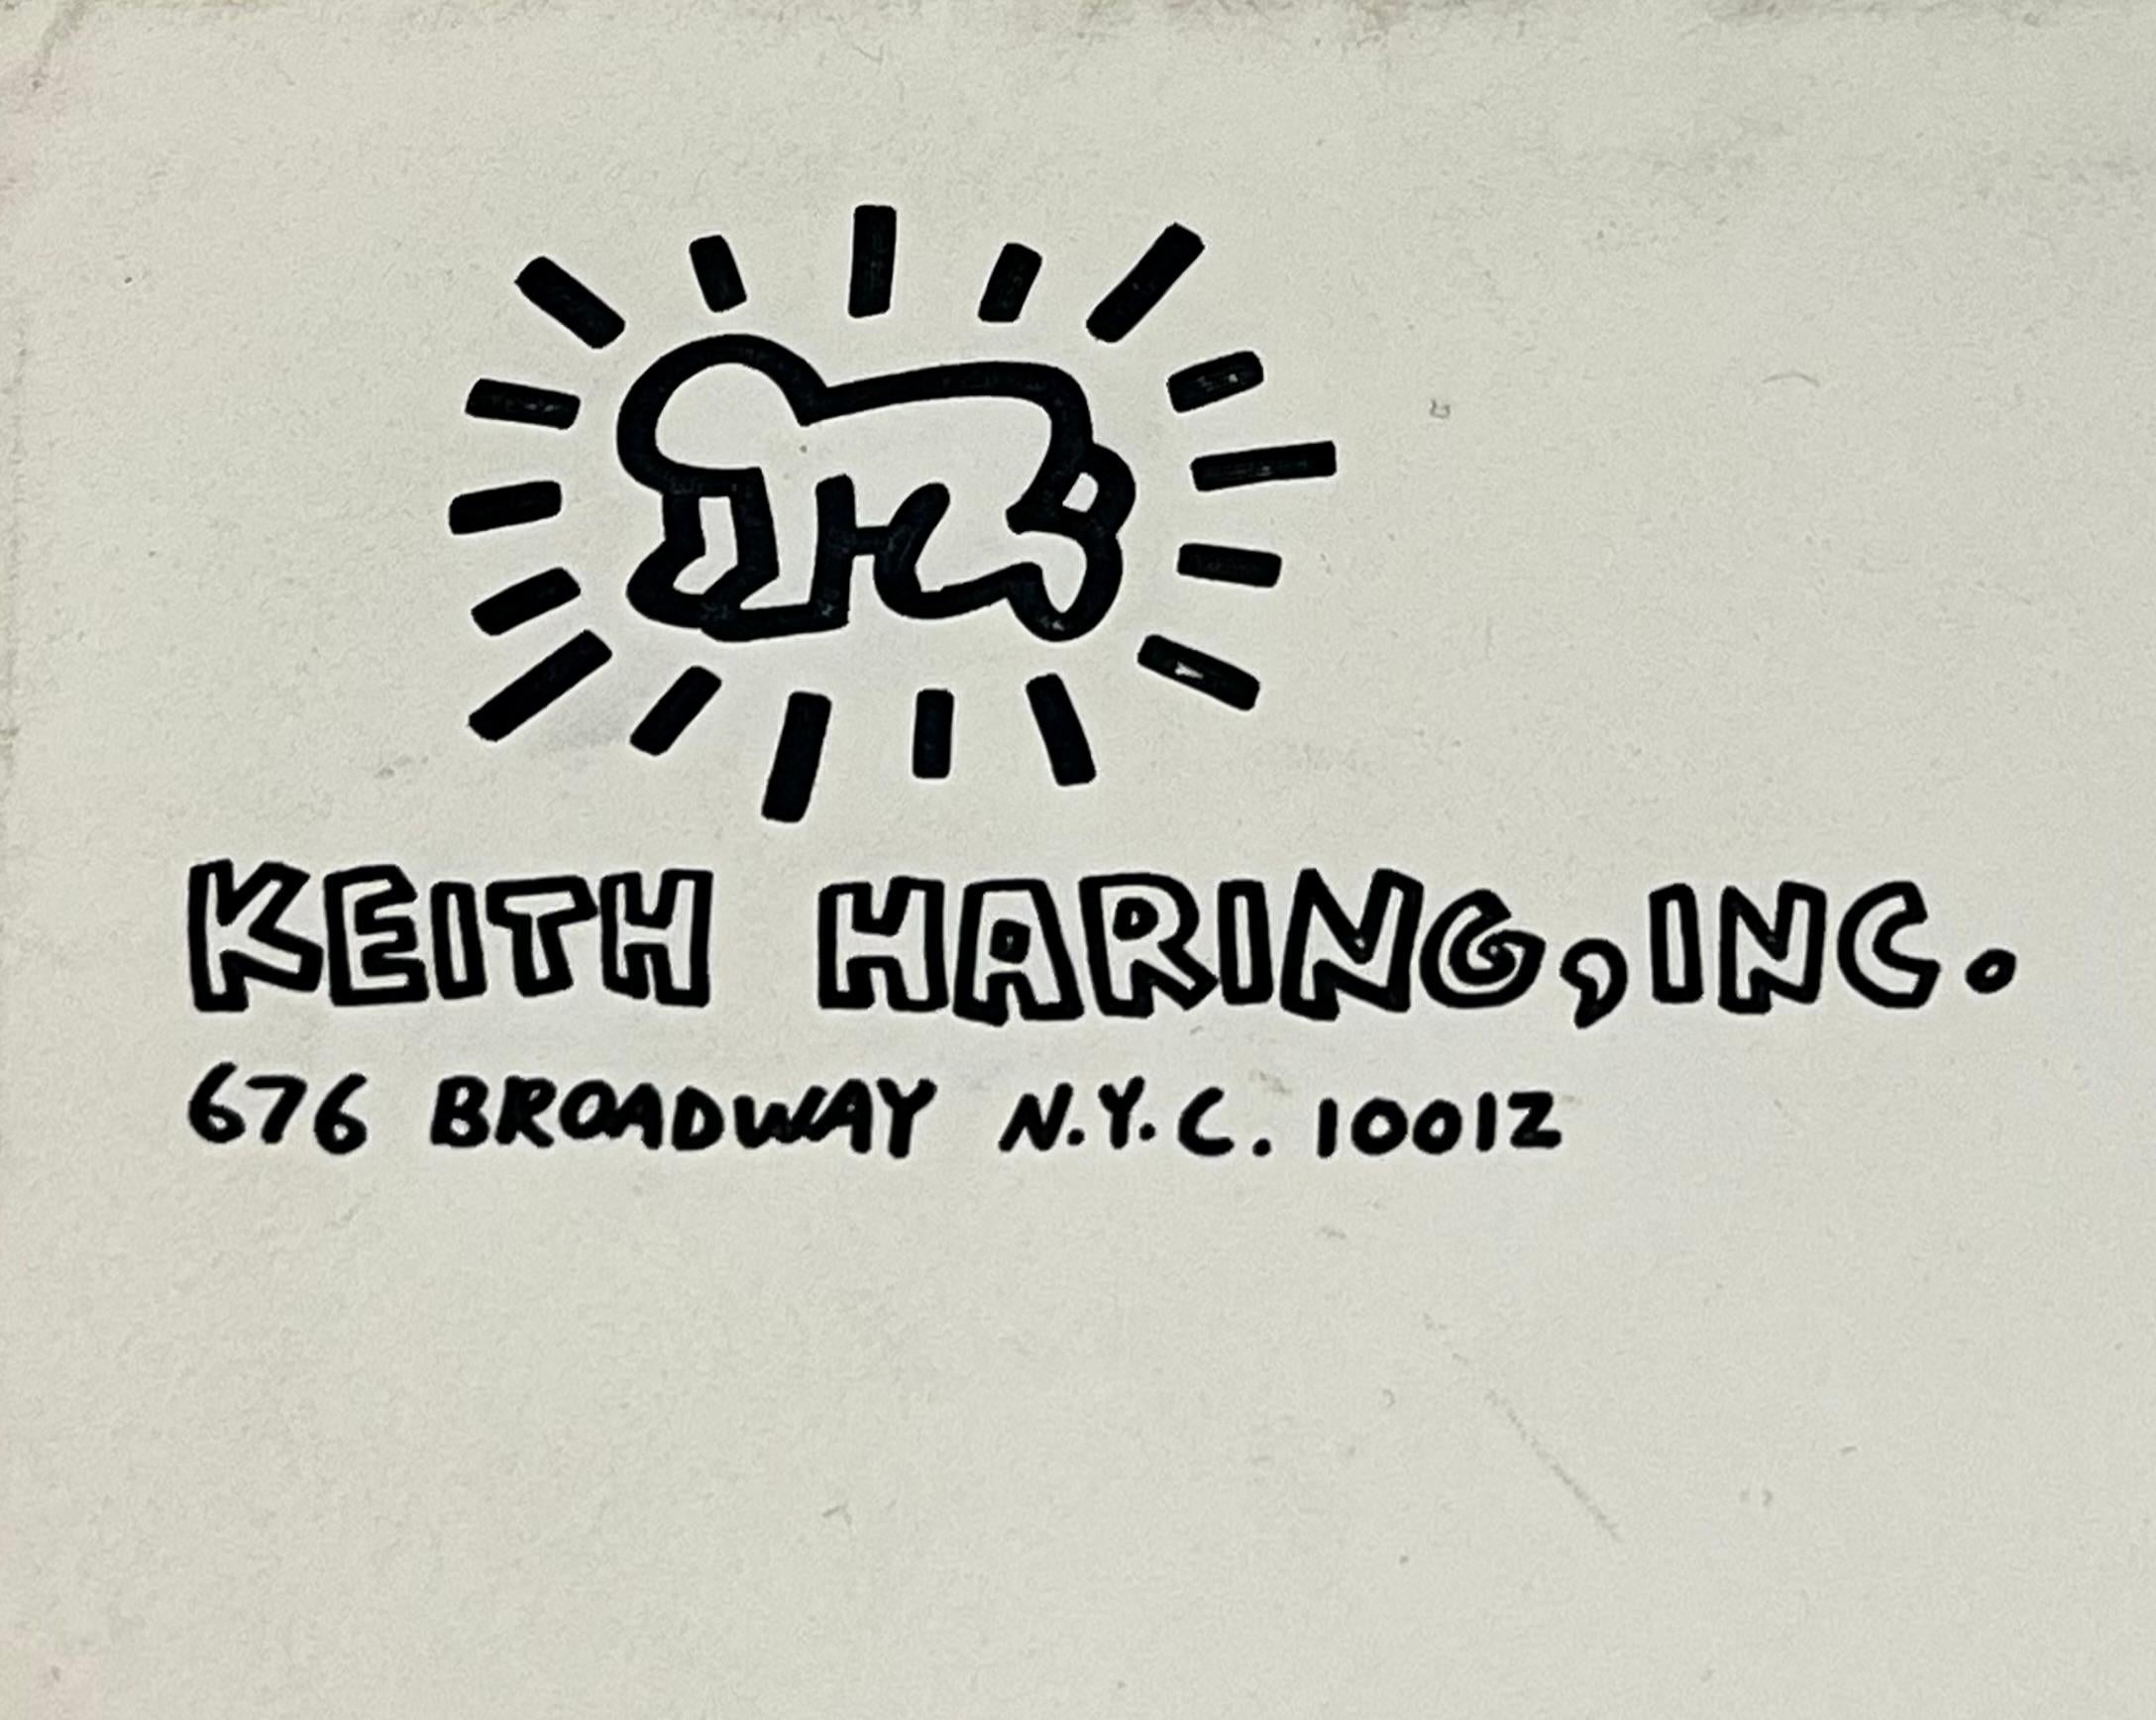 KEITH HARING, INC.
676 BROADWAY N.Y.C. 10012